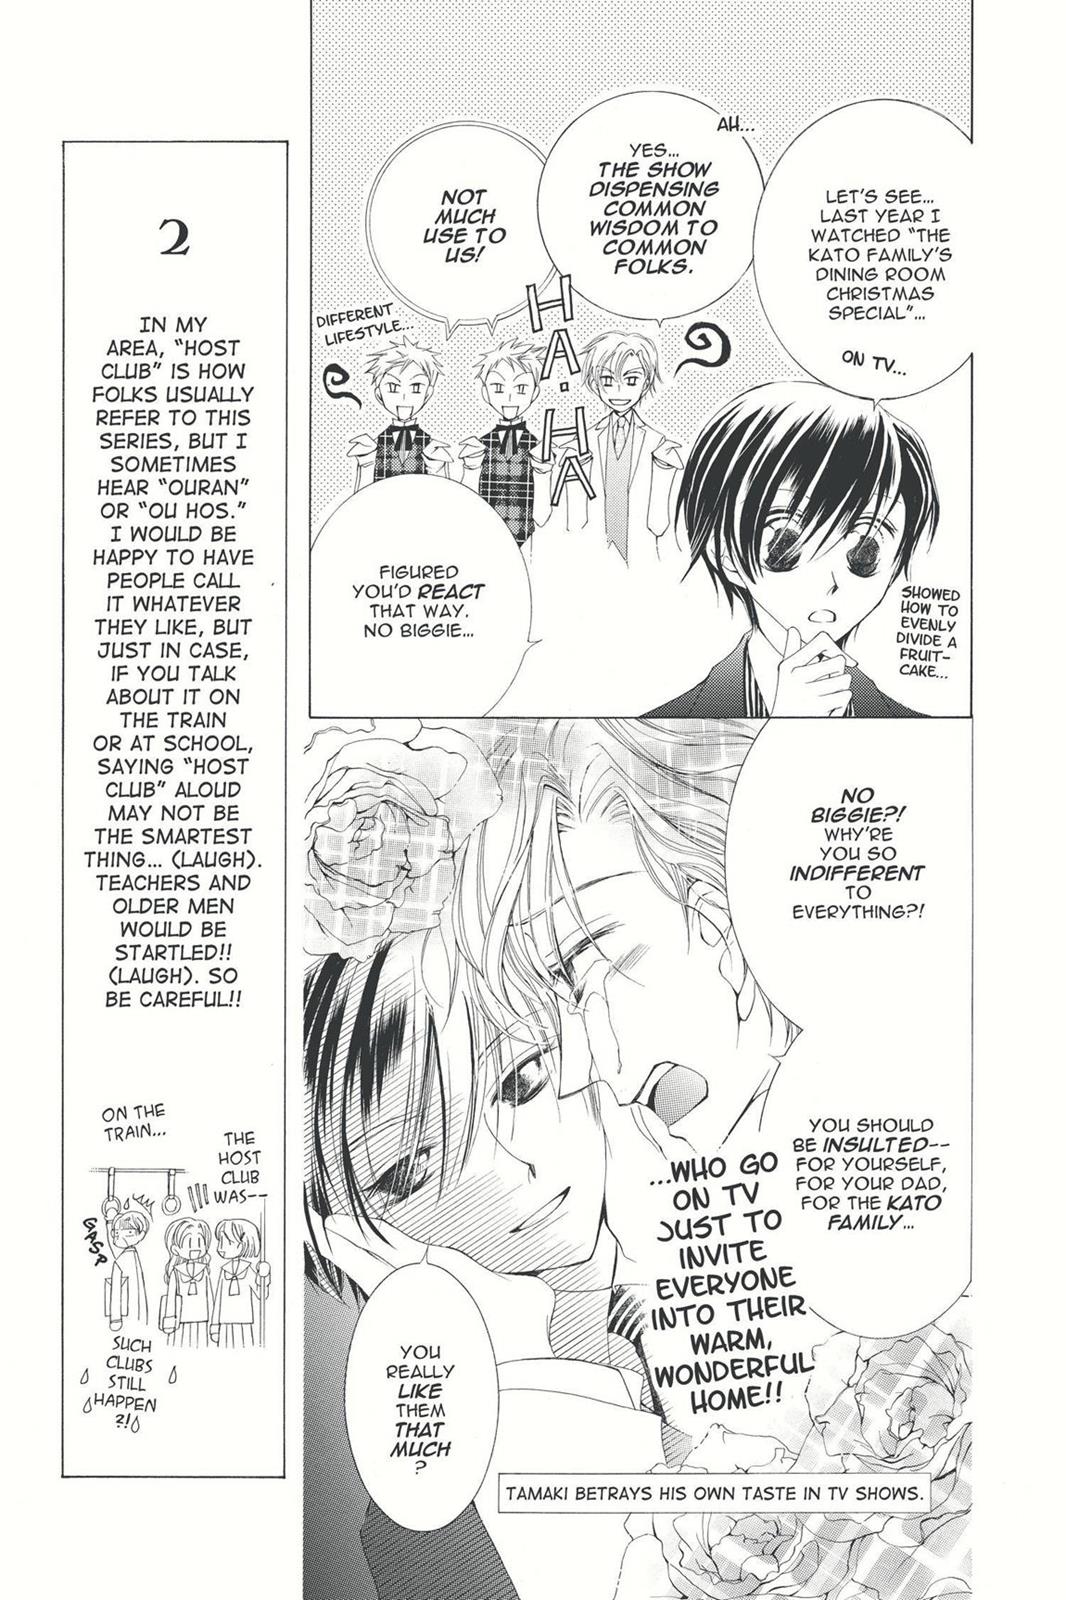 2
IN MY
AREA, "HOST
CLUB" IS HOW
FOLKS USUALLY
REFER TO THIS
SERIES, BUT I
SOMETIMES
HEAR "OURAN"
OR "OU HOS."
I WOULD BE
HAPPY TO HAVE
PEOPLE CALL
IT WHATEVER
THEY LIKE, BUT
JUST IN CASE,
IF YOU TALK
ABOUT IT ON
THE TRAIN
OR AT SCHOOL,
SAYING "HOST
CLUB" ALOUD
MAY NOT BE
THE SMARTEST
THING... (LAUGH).
TEACHERS AND
OLDER MEN
WOULD BE
STARTLED!!
(LAUGH). SO
BE CAREFUL!!
ON THE
TRAIN...
THE
HOST
CLUB
WAS--
GASP
SUCH
CLUBS
STILL
HAPPEN
?!
LET'S SEE...
LAST YEAR I
WATCHED "THE
KATO FAMILY'S
DINING ROOM
CHRISTMAS
SPECIAL"...
ON TV...
SHOWED
HOW TO
EVENLY
DIVIDE A
FRUIT-
CAKE...
AH...
YES...
THE SHOW
DISPENSING
COMMON
WISDOM TO
COMMON
FOLKS.
NOT
MUCH
USE TO
US!
HA·HA
DIFFERENT
LIFESTYLE...
FIGURED
YOU'D REACT
THAT WAY.
NO BIGGIE...
NO
BIGGIE?!
WHY'RE
YOU SO
INDIFFERENT
TO
EVERYTHING?!
YOU SHOULD
BE INSULTED--
FOR YOURSELF,
FOR YOUR DAD,
FOR THE KATO
FAMILY...
...WHO GO
ON TV
JUST TO
INVITE
EVERYONE
INTO THEIR
WARM,
WONDERFUL
HOME!!
YOU
REALLY
LIKE
THEM
THAT
MUCH
?
TAMAKI BETRAYS HIS OWN TASTE IN TV SHOWS.